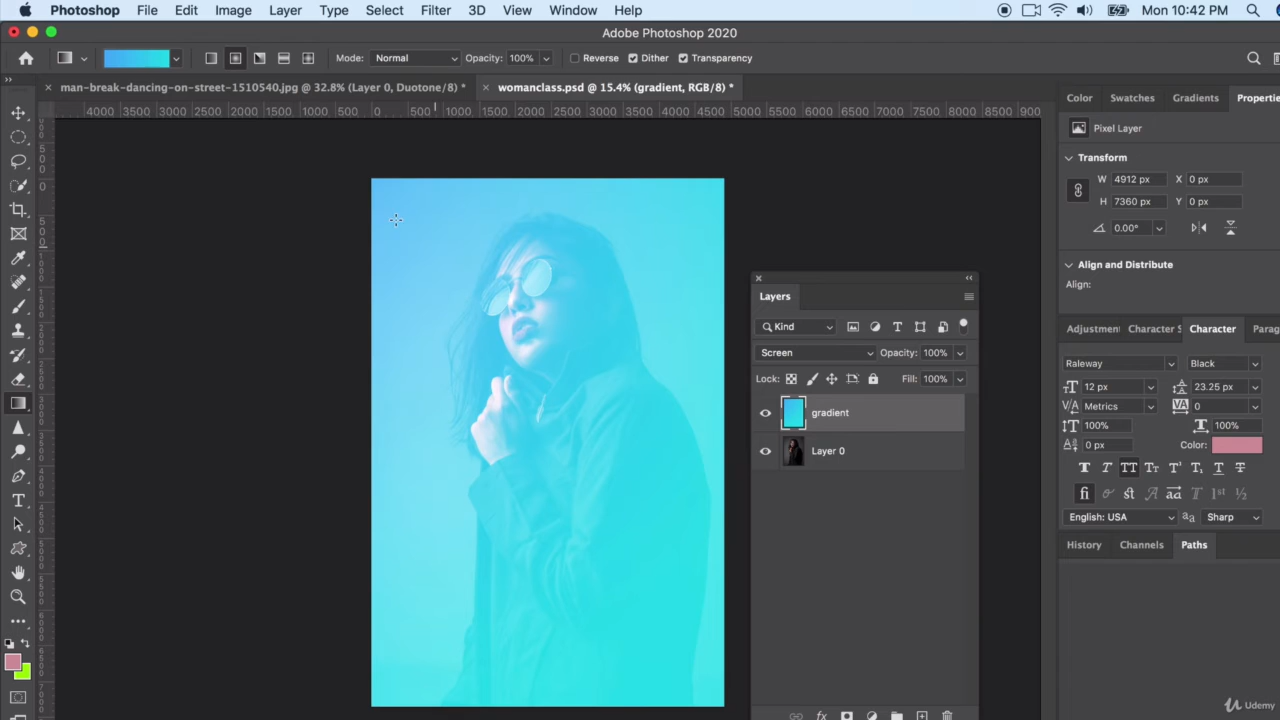 Photoshop File Edit Image Layer Type Select Filter 3D View Window Help Mon 10:42 PM
Adobe Photoshop 2020
Mode: Normal Opacity: 100% Reverse Dither Transparency
man-break-dancing-on-street-1510540.jpg @ 32.8% (Layer 0, Duotone/8) * womanclass.psd @ 15.4% (gradient, RGB/8) *
Color Swatches Gradients Properties
4000 3500 3000 2500 2000 1500 1000 500 0 500 1000 1500 2000 2500 3000 3500 4000 4500 5000 5500 6000 6500 7000 7500 8000 8500 900
Pixel Layer
Transform
W 4912 px X 0 px
H 7360 px Y 0 px
0.00°
Align and Distribute
Align:
Layers
Kind
Screen Opacity: 100%
Lock: Fill: 100%
gradient
Layer 0
Adjustment Character S Character Parag
Raleway Black
12 px 23.25 px
Metrics 0
100% 100%
0 px Color:
English: USA Sharp
History Channels Paths
Udemy